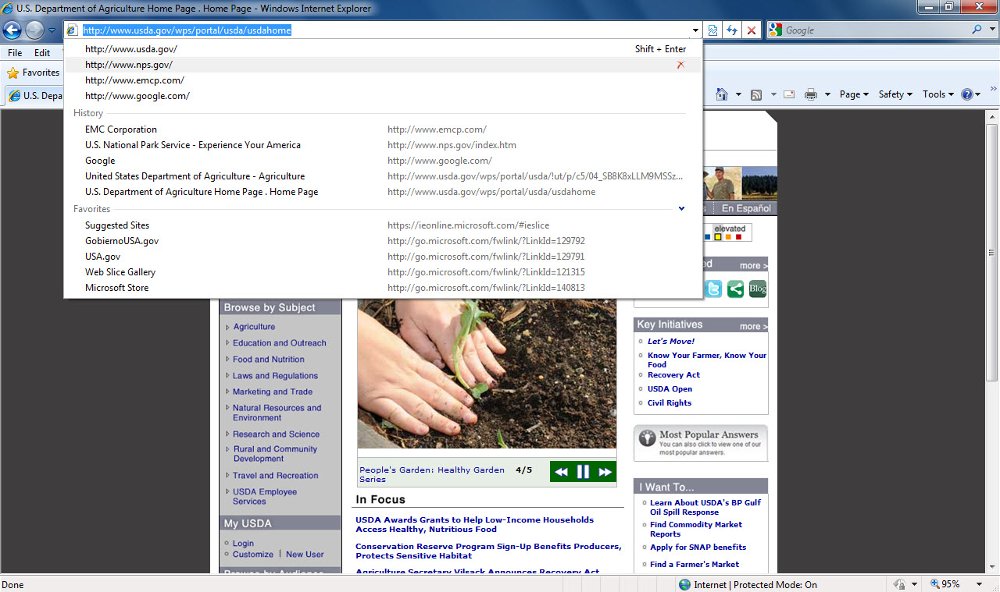 U.S. Department of Agriculture Home Page . Home Page - Windows Internet Explorer
http://www.usda.gov/wps/portal/usda/usdahome
Google
http://www.usda.gov/ Shift + Enter
http://www.nps.gov/
http://www.emcp.com/
http://www.google.com/
File Edit
Favorites
U.S. Depa
Page Safety Tools
History
EMC Corporation http://www.emcp.com/
U.S. National Park Service - Experience Your America http://www.nps.gov/index.htm
Google http://www.google.com/
United States Department of Agriculture - Agriculture http://www.usda.gov/wps/portal/usda/!ut/p/c5/04_SB8K8xLLM9MSSz...
U.S. Department of Agriculture Home Page . Home Page http://www.usda.gov/wps/portal/usda/usdahome
Favorites
Suggested Sites https://ieonline.microsoft.com/#ieslice
GobiernoUSA.gov http://go.microsoft.com/fwlink/?LinkId=129792
USA.gov http://go.microsoft.com/fwlink/?LinkId=129791
Web Slice Gallery http://go.microsoft.com/fwlink/?LinkId=121315
Microsoft Store http://go.microsoft.com/fwlink/?LinkId=140813
s En Español
elevated
ed more >
Blog
Browse by Subject
Agriculture
Education and Outreach
Food and Nutrition
Laws and Regulations
Marketing and Trade
Natural Resources and
Environment
Research and Science
Rural and Community
Development
Travel and Recreation
USDA Employee
Services
My USDA
Login
Customize | New User
Browse by Audience
People's Garden: Healthy Garden
Series
4/5
In Focus
USDA Awards Grants to Help Low-Income Households
Access Healthy, Nutritious Food
Conservation Reserve Program Sign-Up Benefits Producers,
Protects Sensitive Habitat
Agriculture Secretary Vilsack Announces Recovery Act
Key Initiatives more >
Let's Move!
Know Your Farmer, Know Your
Food
Recovery Act
USDA Open
Civil Rights
Most Popular Answers
You can also click to view one of our
most popular answers.
I Want To...
Learn About USDA's BP Gulf
Oil Spill Response
Find Commodity Market
Reports
Apply for SNAP benefits
Find a Farmer's Market
Done
Internet | Protected Mode: On
95%